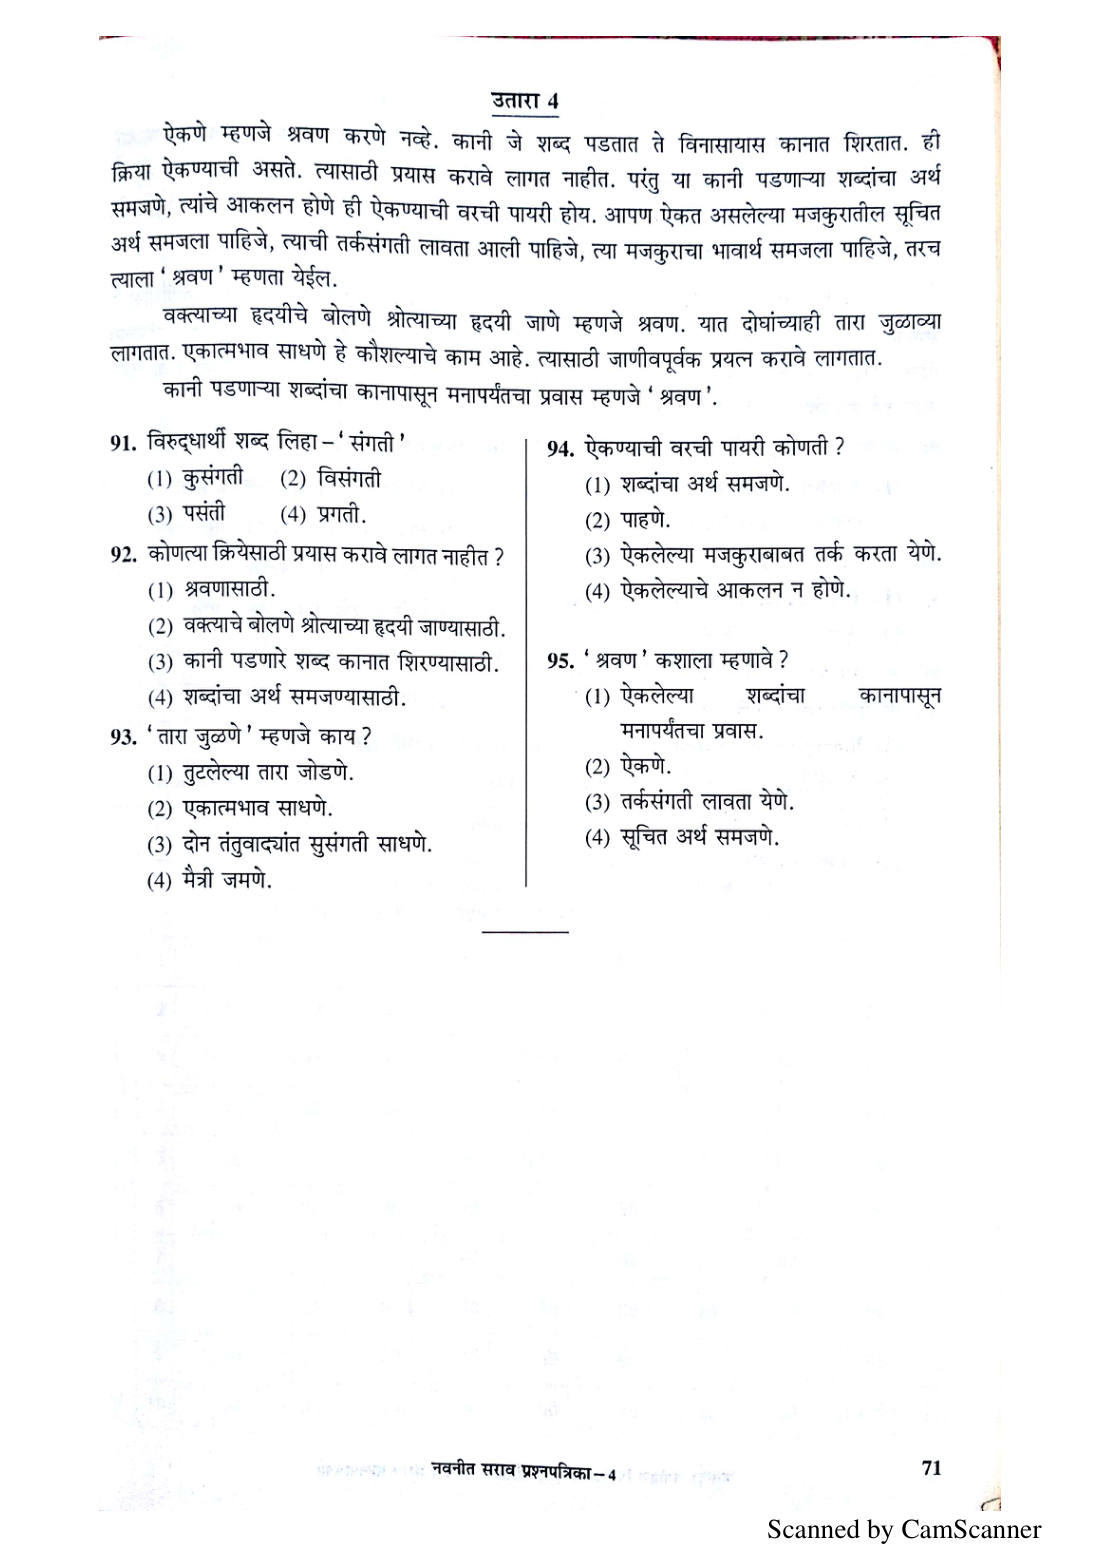 उतारा 4
ऐकणे म्हणजे श्रवण करणे नव्हे. कानी जे शब्द पडतात ते विनासायास कानात शिरतात. ही
क्रिया ऐकण्याची असते. त्यासाठी प्रयास करावे लागत नाहीत. परंतु या कानी पडणाऱ्या शब्दांचा अर्थ
समजणे, त्यांचे आकलन होणे ही ऐकण्याची वरची पायरी होय. आपण ऐकत असलेल्या मजकुरातील सूचित
अर्थ समजला पाहिजे, त्याची तर्कसंगती लावता आली पाहिजे, त्या मजकुराचा भावार्थ समजला पाहिजे, तरच
त्याला ‘ श्रवण ’ म्हणता येईल.
वक्त्याच्या हृदयीचे बोलणे श्रोत्याच्या हृदयी जाणे म्हणजे श्रवण. यात दोघांच्याही तारा जुळाव्या
लागतात. एकात्मभाव साधणे हे कौशल्याचे काम आहे. त्यासाठी जाणीवपूर्वक प्रयत्न करावे लागतात.
कानी पडणाऱ्या शब्दांचा कानापासून मनापर्यंतचा प्रवास म्हणजे ‘ श्रवण ’.
91. विरुद्धार्थी शब्द लिहा – ‘ संगती ’
(1) कुसंगती (2) विसंगती
(3) पसंती (4) प्रगती.
92. कोणत्या क्रियेसाठी प्रयास करावे लागत नाहीत ?
(1) श्रवणासाठी.
(2) वक्त्याचे बोलणे श्रोत्याच्या हृदयी जाण्यासाठी.
(3) कानी पडणारे शब्द कानात शिरण्यासाठी.
(4) शब्दांचा अर्थ समजण्यासाठी.
93. ‘ तारा जुळणे ’ म्हणजे काय ?
(1) तुटलेल्या तारा जोडणे.
(2) एकात्मभाव साधणे.
(3) दोन तंतुवाद्यांत सुसंगती साधणे.
(4) मैत्री जमणे.
94. ऐकण्याची वरची पायरी कोणती ?
(1) शब्दांचा अर्थ समजणे.
(2) पाहणे.
(3) ऐकलेल्या मजकुराबाबत तर्क करता येणे.
(4) ऐकलेल्याचे आकलन न होणे.
95. ‘ श्रवण ’ कशाला म्हणावे ?
(1) ऐकलेल्या शब्दांचा कानापासून
मनापर्यंतचा प्रवास.
(2) ऐकणे.
(3) तर्कसंगती लावता येणे.
(4) सूचित अर्थ समजणे.
नवनीत सराव प्रश्नपत्रिका – 4 71
Scanned by CamScanner